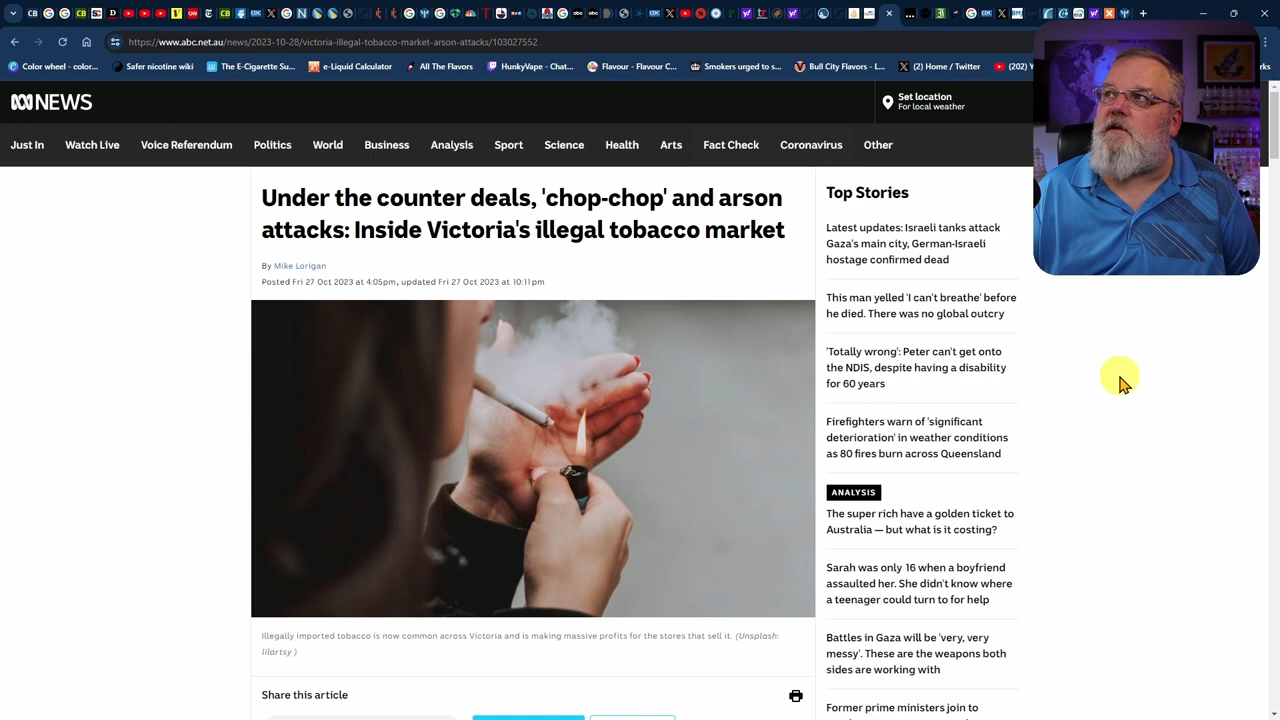 https://www.abc.net.au/news/2023-10-28/victoria-illegal-tobacco-market-arson-attacks/103027552
Color wheel - color...
Safer nicotine wiki
The E-Cigarette Su...
e-Liquid Calculator
All The Flavors
HunkyVape - Chat...
Flavour - Flavour C...
Smokers urged to s...
Bull City Flavors - L...
(2) Home / Twitter
NEWS
Set location
For local weather
Just In
Watch Live
Voice Referendum
Politics
World
Business
Analysis
Sport
Science
Health
Arts
Fact Check
Coronavirus
Other
Under the counter deals, 'chop-chop' and arson
attacks: Inside Victoria's illegal tobacco market
By Mike Lorigan
Posted Fri 27 Oct 2023 at 4:05pm, updated Fri 27 Oct 2023 at 10:11pm
Illegally imported tobacco is now common across Victoria and is making massive profits for the stores that sell it. (Unsplash:
lilartsy )
Share this article
Top Stories
Latest updates: Israeli tanks attack
Gaza's main city, German-Israeli
hostage confirmed dead
This man yelled 'I can't breathe' before
he died. There was no global outcry
'Totally wrong': Peter can't get onto
the NDIS, despite having a disability
for 60 years
Firefighters warn of 'significant
deterioration' in weather conditions
as 80 fires burn across Queensland
ANALYSIS
The super rich have a golden ticket to
Australia — but what is it costing?
Sarah was only 16 when a boyfriend
assaulted her. She didn't know where
a teenager could turn to for help
Battles in Gaza will be 'very, very
messy'. These are the weapons both
sides are working with
Former prime ministers join to